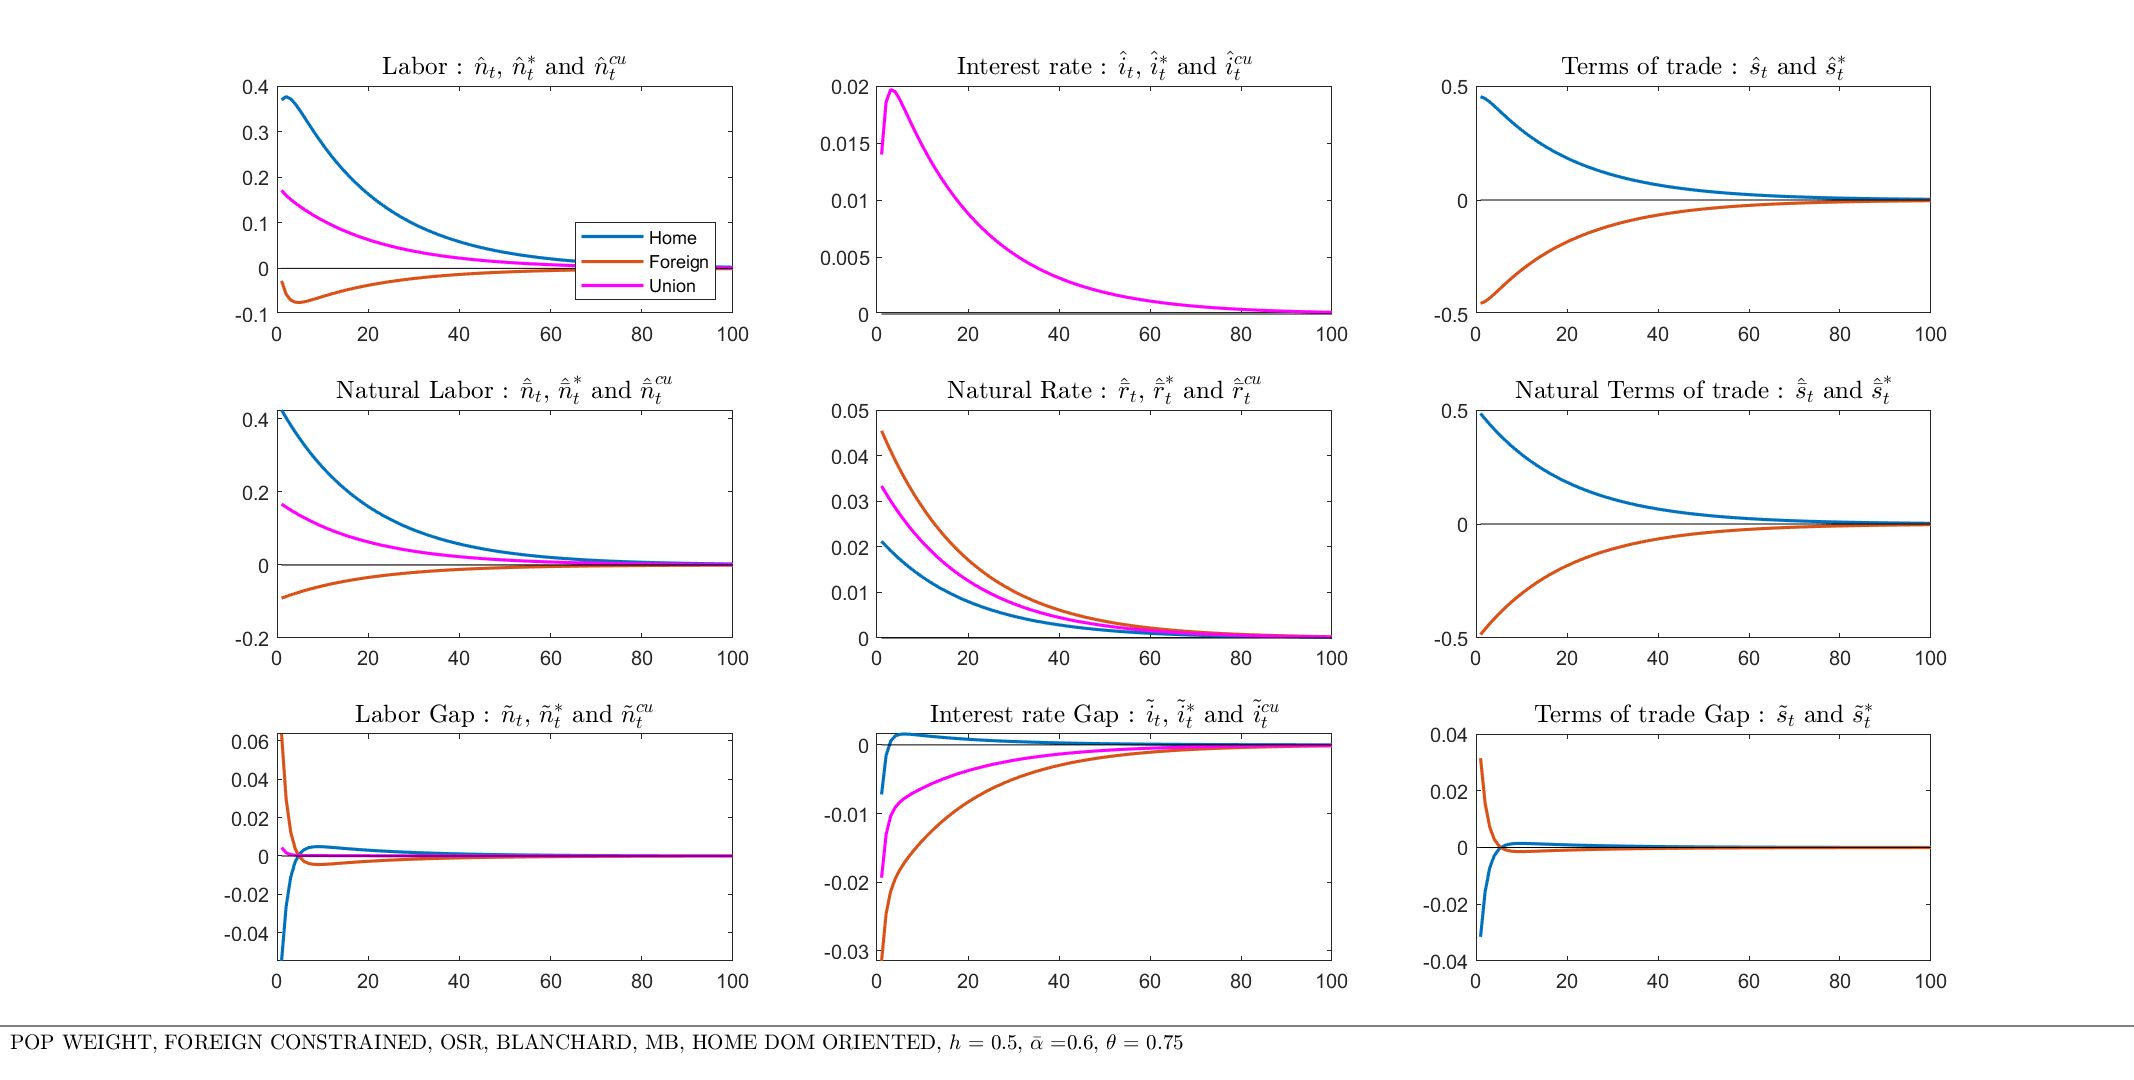 Labor : n̂ₜ, n̂ₜ* and n̂ₜᶜᵘ
Interest rate : îₜ, îₜ* and îₜᶜᵘ
Terms of trade : ŝₜ and ŝₜ*
0.4
0.3
0.2
0.1
0
-0.1
0 20 40 60 80 100
Home
Foreign
Union
0.02
0.015
0.01
0.005
0
0 20 40 60 80 100
0.5
0
-0.5
0 20 40 60 80 100
Natural Labor : n̄̂ₜ, n̄̂ₜ* and n̄̂ₜᶜᵘ
Natural Rate : r̄̂ₜ, r̄̂ₜ* and r̄̂ₜᶜᵘ
Natural Terms of trade : s̄̂ₜ and s̄̂ₜ*
0.4
0.2
0
-0.2
0 20 40 60 80 100
0.05
0.04
0.03
0.02
0.01
0
0 20 40 60 80 100
0.5
0
-0.5
0 20 40 60 80 100
Labor Gap : ñₜ, ñₜ* and ñₜᶜᵘ
Interest rate Gap : ĩₜ, ĩₜ* and ĩₜᶜᵘ
Terms of trade Gap : s̃ₜ and s̃ₜ*
0.06
0.04
0.02
0
-0.02
-0.04
0 20 40 60 80 100
0
-0.01
-0.02
-0.03
0 20 40 60 80 100
0.04
0.02
0
-0.02
-0.04
0 20 40 60 80 100
POP WEIGHT, FOREIGN CONSTRAINED, OSR, BLANCHARD, MB, HOME DOM ORIENTED, h = 0.5, ᾱ =0.6, θ = 0.75